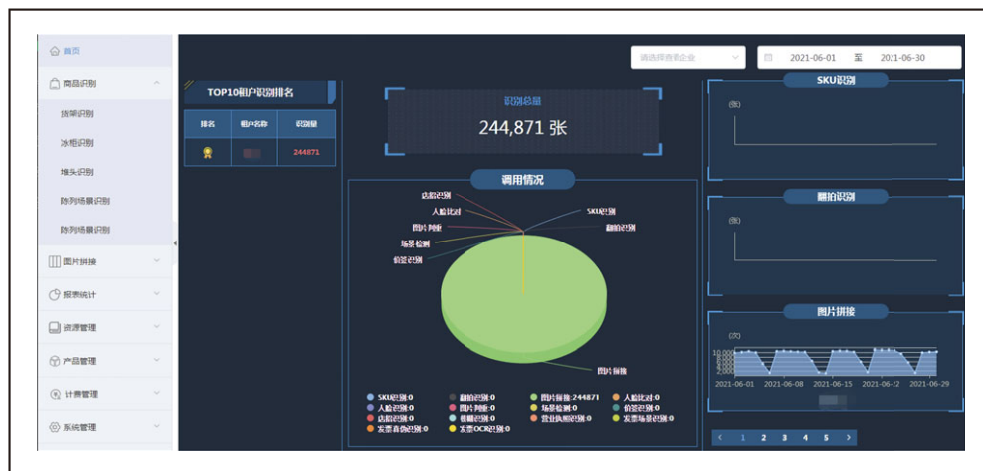 首页
请选择查询企业
2021-06-01 至 20:1-06-30
商品识别
货架识别
冰柜识别
堆头识别
陈列场景识别
陈列场景识别
图片拼接
报表统计
资源管理
产品管理
计费管理
系统管理
TOP10租户识别排名
排名 租户名称 识别量
244871
识别总量
244,871 张
调用情况
店招识别
人脸比对
图片判重
场景检测
价签识别
SKU识别
翻拍识别
图片拼接
SKU识别:0 翻拍识别:0 图片拼接:244871 人脸比对:0
人脸识别:0 图片判重:0 场景检测:0 价签识别:0
店招识别:0 营业执照识别:0 发票场景识别:0
发票真伪识别:0 发票OCR识别:0
SKU识别
(张)
翻拍识别
(张)
图片拼接
(次)
10,000
2,000
2021-06-01 2021-06-08 2021-06-15 2021-06-:2 2021-06-29
< 1 2 3 4 5 >